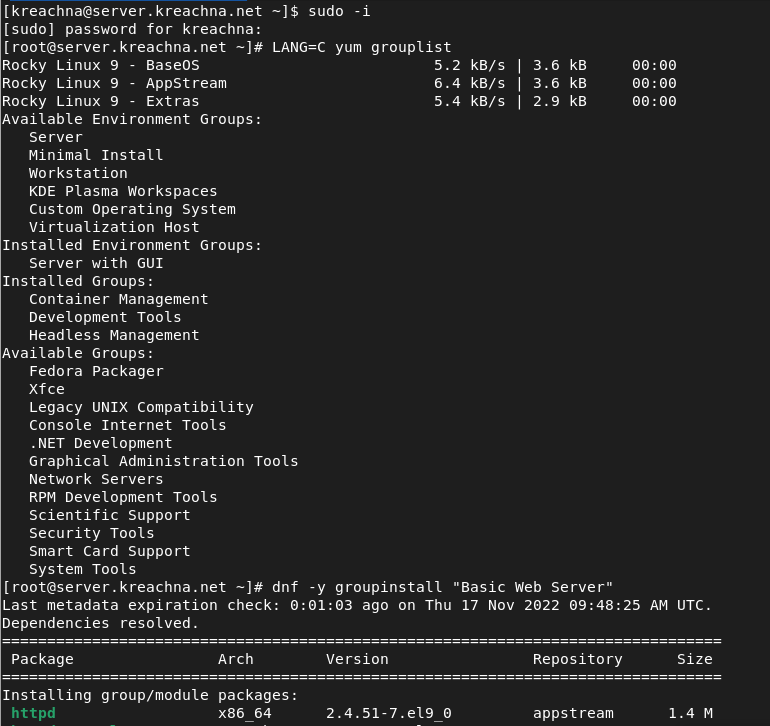 [kreachna@server.kreachna.net ~]$ sudo -i
[sudo] password for kreachna:
[root@server.kreachna.net ~]# LANG=C yum grouplist
Rocky Linux 9 - BaseOS                          5.2 kB/s | 3.6 kB     00:00
Rocky Linux 9 - AppStream                       6.4 kB/s | 3.6 kB     00:00
Rocky Linux 9 - Extras                          5.4 kB/s | 2.9 kB     00:00
Available Environment Groups:
   Server
   Minimal Install
   Workstation
   KDE Plasma Workspaces
   Custom Operating System
   Virtualization Host
Installed Environment Groups:
   Server with GUI
Installed Groups:
   Container Management
   Development Tools
   Headless Management
Available Groups:
   Fedora Packager
   Xfce
   Legacy UNIX Compatibility
   Console Internet Tools
   .NET Development
   Graphical Administration Tools
   Network Servers
   RPM Development Tools
   Scientific Support
   Security Tools
   Smart Card Support
   System Tools
[root@server.kreachna.net ~]# dnf -y groupinstall "Basic Web Server"
Last metadata expiration check: 0:01:03 ago on Thu 17 Nov 2022 09:48:25 AM UTC.
Dependencies resolved.
================================================================================
 Package                Arch        Version                Repository      Size
================================================================================
Installing group/module packages:
 httpd                  x86_64      2.4.51-7.el9_0         appstream      1.4 M